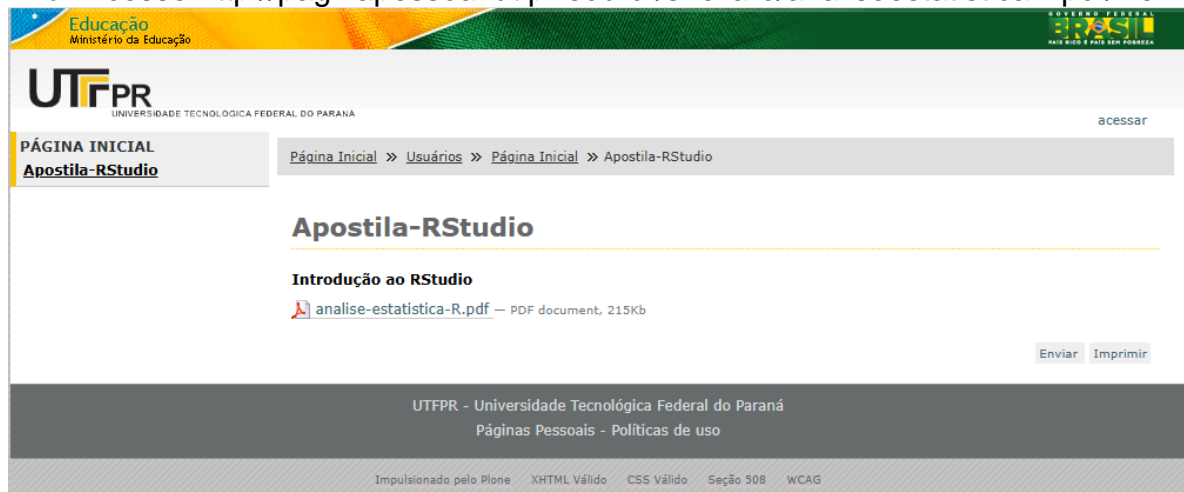 Educação
Ministério da Educação
GOVERNO FEDERAL
BRASIL
PAÍS RICO É PAÍS SEM POBREZA
UTFPR
UNIVERSIDADE TECNOLÓGICA FEDERAL DO PARANÁ
acessar
PÁGINA INICIAL
Apostila-RStudio
Página Inicial » Usuários » Página Inicial » Apostila-RStudio
Apostila-RStudio
Introdução ao RStudio
analise-estatistica-R.pdf — PDF document, 215Kb
Enviar Imprimir
UTFPR - Universidade Tecnológica Federal do Paraná
Páginas Pessoais - Políticas de uso
Impulsionado pelo Plone XHTML Válido CSS Válido Seção 508 WCAG